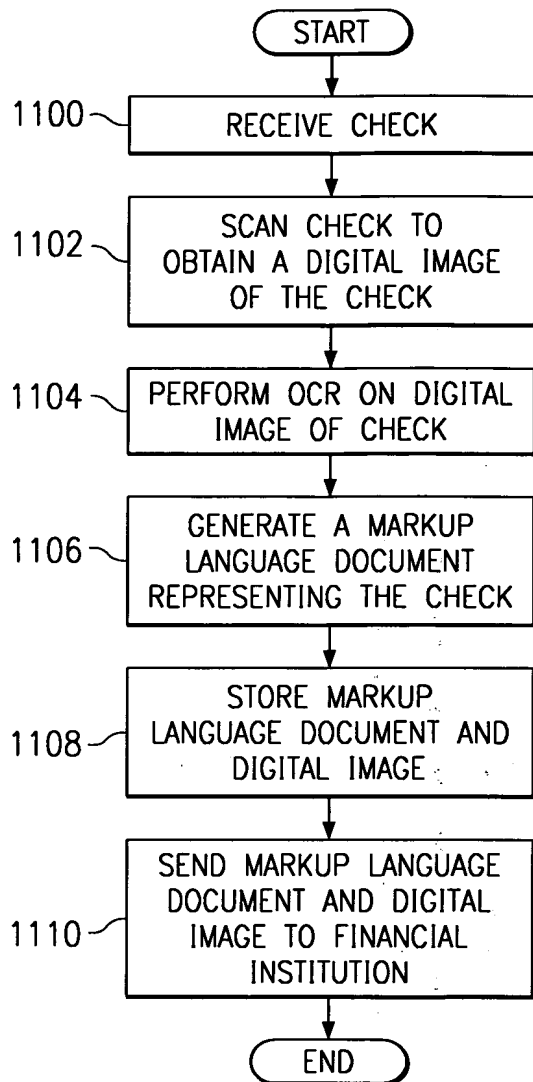 START
1100
RECEIVE CHECK
1102
SCAN CHECK TO
OBTAIN A DIGITAL IMAGE
OF THE CHECK
1104
PERFORM OCR ON DIGITAL
IMAGE OF CHECK
1106
GENERATE A MARKUP
LANGUAGE DOCUMENT
REPRESENTING THE CHECK
1108
STORE MARKUP
LANGUAGE DOCUMENT AND
DIGITAL IMAGE
1110
SEND MARKUP LANGUAGE
DOCUMENT AND DIGITAL
IMAGE TO FINANCIAL
INSTITUTION
END